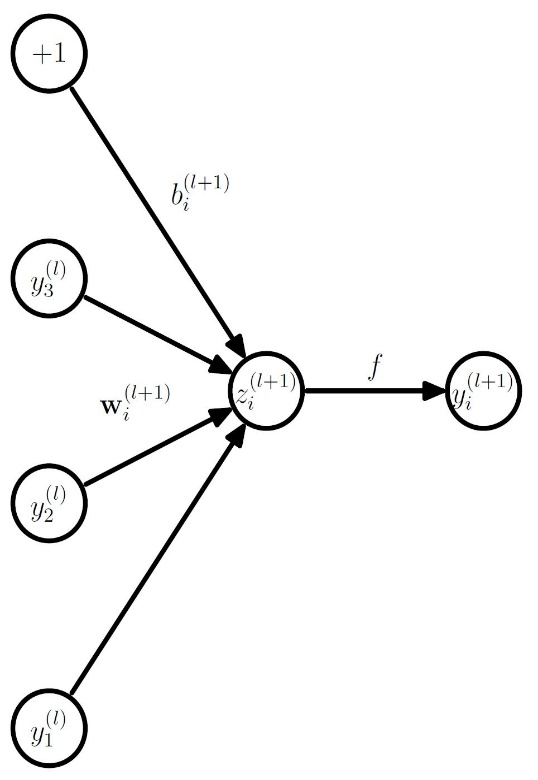 +1
b_i^{(l+1)}
y_3^{(l)}
f
w_i^{(l+1)}
z_i^{(l+1)}
y_i^{(l+1)}
y_2^{(l)}
y_1^{(l)}